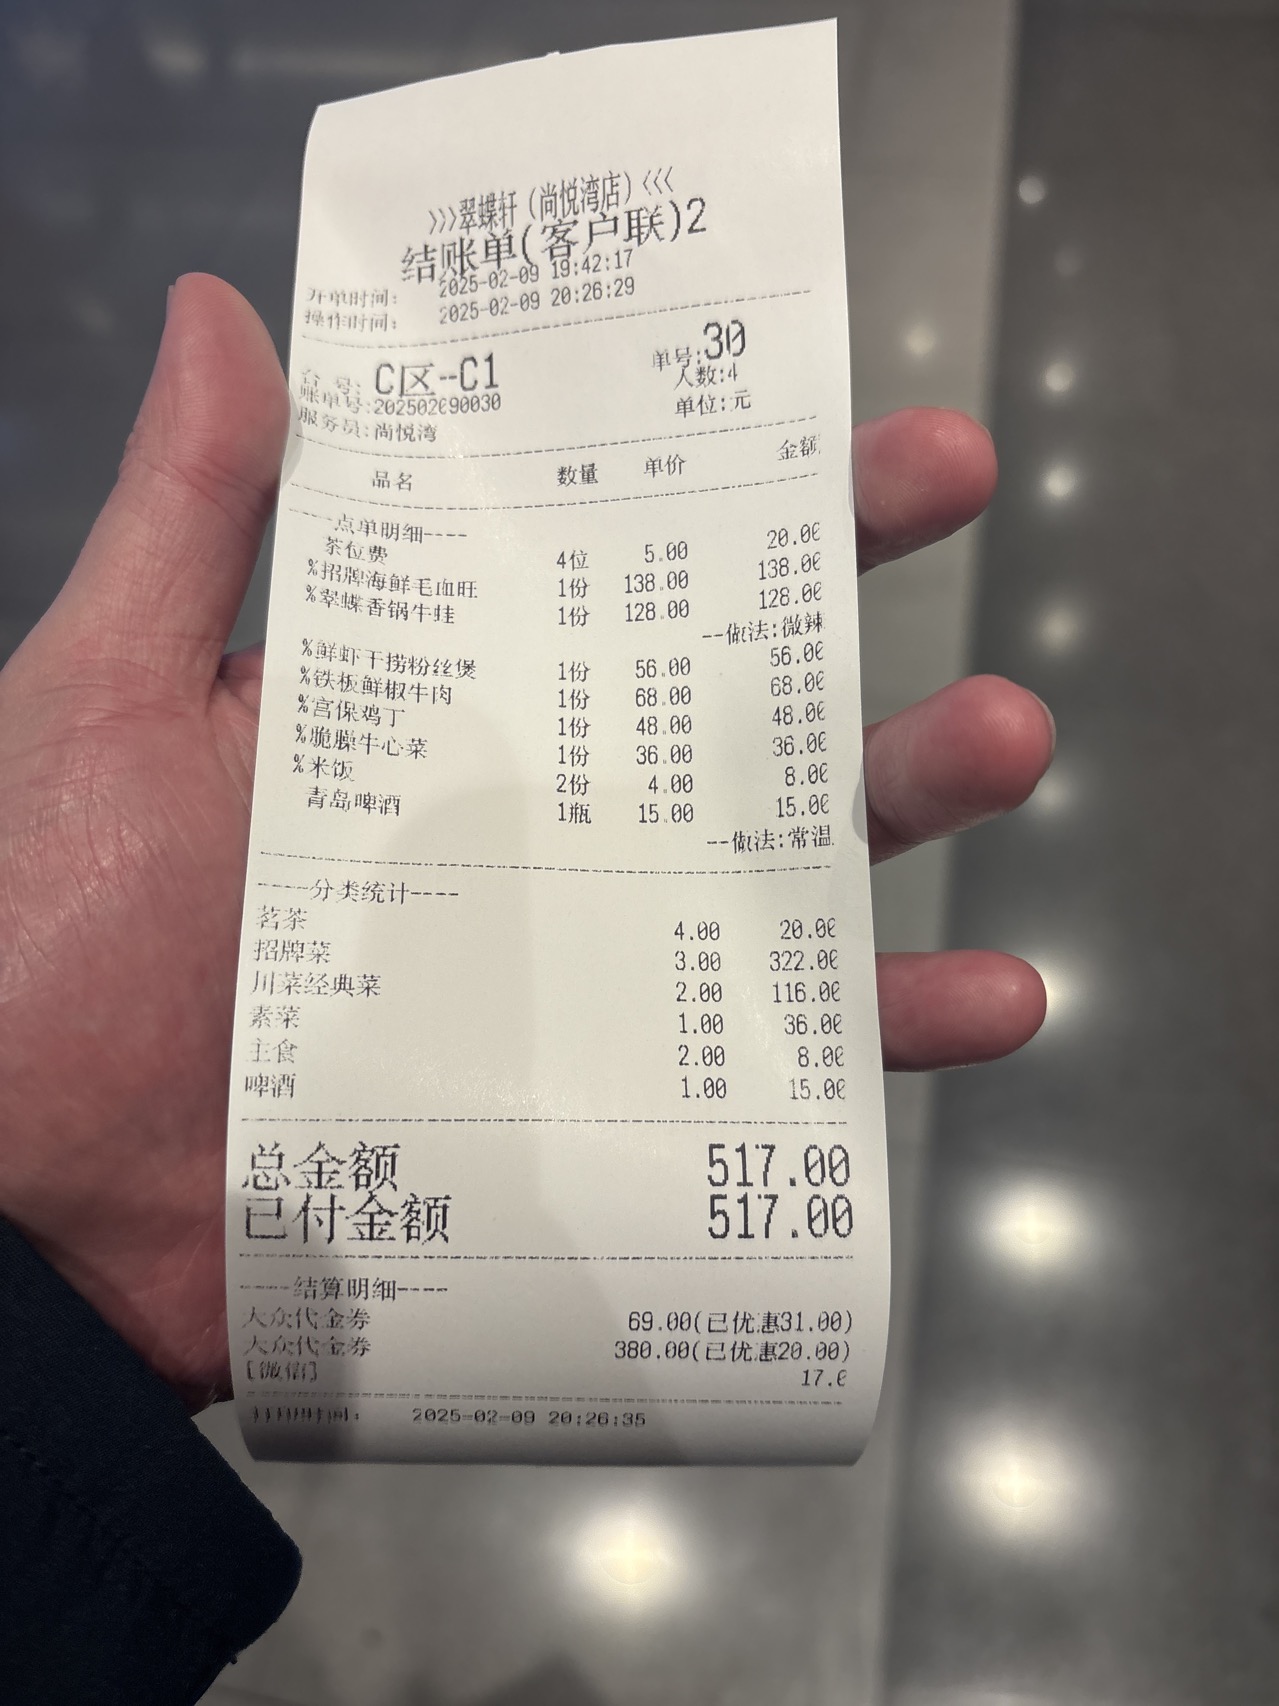 >>>翠蝶轩（尚悦湾店）<<<
结账单(客户联)2
开单时间: 2025-02-09 19:42:17
操作时间: 2025-02-09 20:26:29
台 号: C区--C1 单号:30
账单号:202502090030 人数:4
服务员:尚悦湾 单位:元
品名 数量 单价 金额
----点单明细----
茶位费 4位 5.00 20.00
%招牌海鲜毛血旺 1份 138.00 138.00
%翠蝶香锅牛蛙 1份 128.00 128.00
--做法:微辣
%鲜虾干捞粉丝煲 1份 56.00 56.00
%铁板鲜椒牛肉 1份 68.00 68.00
%宫保鸡丁 1份 48.00 48.00
%脆臊牛心菜 1份 36.00 36.00
%米饭 2份 4.00 8.00
青岛啤酒 1瓶 15.00 15.00
--做法:常温
----分类统计----
茗茶 4.00 20.00
招牌菜 3.00 322.00
川菜经典菜 2.00 116.00
素菜 1.00 36.00
主食 2.00 8.00
啤酒 1.00 15.00
总金额 517.00
已付金额 517.00
----结算明细----
大众代金券 69.00(已优惠31.00)
大众代金券 380.00(已优惠20.00)
[微信] 17.0
打印时间: 2025-02-09 20:26:35